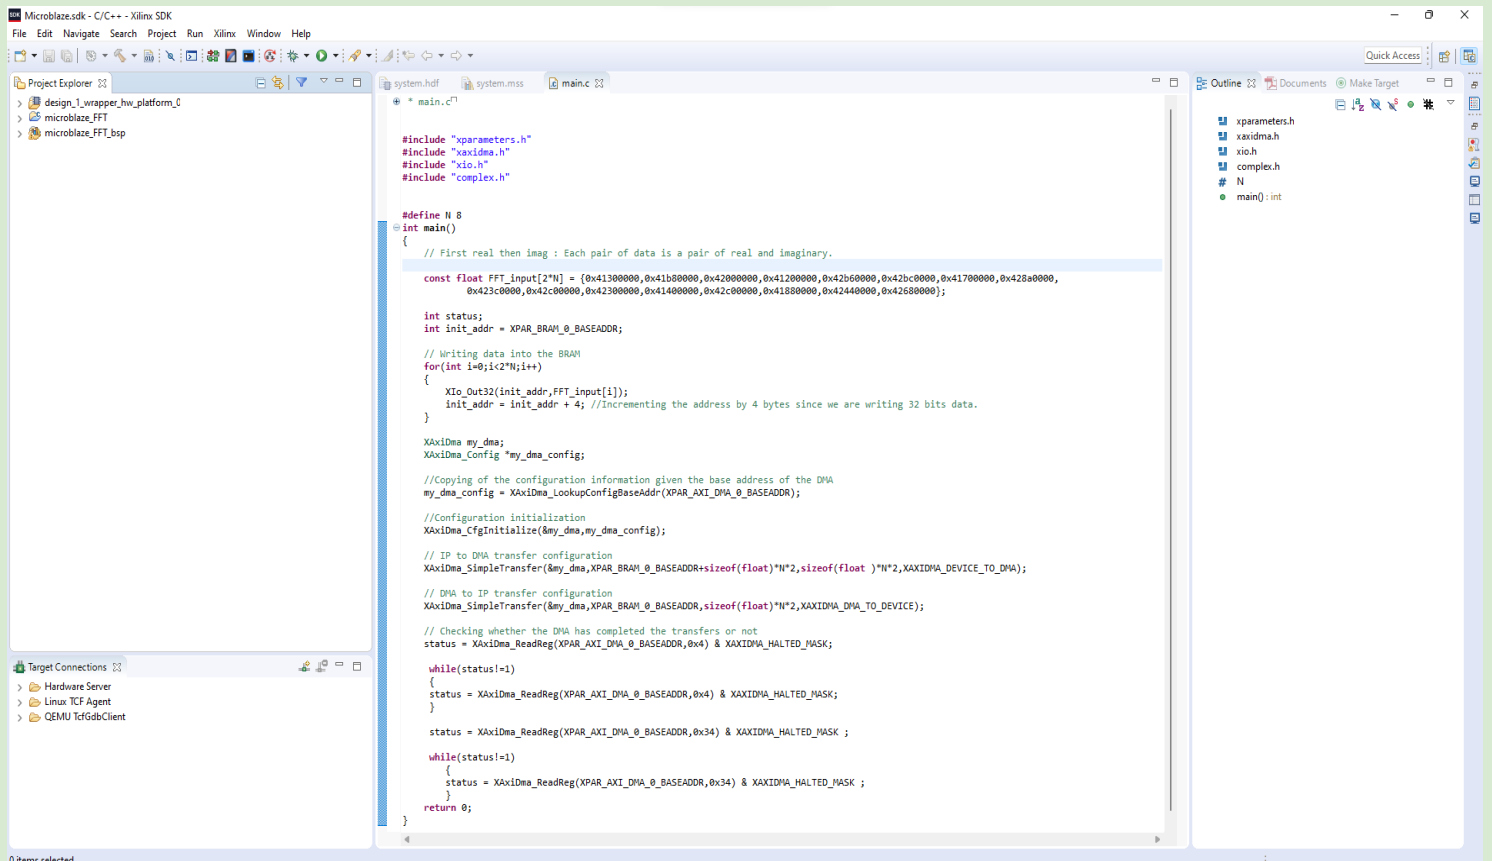 Microblaze.sdk - C/C++ - Xilinx SDK
File Edit Navigate Search Project Run Xilinx Window Help
Quick Access
Project Explorer
design_1_wrapper_hw_platform_0
microblaze_FFT
microblaze_FFT_bsp
Target Connections
Hardware Server
Linux TCF Agent
QEMU TcfGdbClient
system.hdf system.mss main.c
* main.c
#include "xparameters.h"
#include "xaxidma.h"
#include "xio.h"
#include "complex.h"
#define N 8
int main()
{
// First real then imag : Each pair of data is a pair of real and imaginary.
const float FFT_input[2*N] = {0x41300000,0x41b80000,0x42000000,0x41200000,0x42b60000,0x42bc0000,0x41700000,0x428a0000,
0x423c0000,0x42c00000,0x42300000,0x41400000,0x42c00000,0x41880000,0x42440000,0x42680000};
int status;
int init_addr = XPAR_BRAM_0_BASEADDR;
// Writing data into the BRAM
for(int i=0;i<2*N;i++)
{
XIo_Out32(init_addr,FFT_input[i]);
init_addr = init_addr + 4; //Incrementing the address by 4 bytes since we are writing 32 bits data.
}
XAxiDma my_dma;
XAxiDma_Config *my_dma_config;
//Copying of the configuration information given the base address of the DMA
my_dma_config = XAxiDma_LookupConfigBaseAddr(XPAR_AXI_DMA_0_BASEADDR);
//Configuration initialization
XAxiDma_CfgInitialize(&my_dma,my_dma_config);
// IP to DMA transfer configuration
XAxiDma_SimpleTransfer(&my_dma,XPAR_BRAM_0_BASEADDR+sizeof(float)*N*2,sizeof(float )*N*2,XAXIDMA_DEVICE_TO_DMA);
// DMA to IP transfer configuration
XAxiDma_SimpleTransfer(&my_dma,XPAR_BRAM_0_BASEADDR,sizeof(float)*N*2,XAXIDMA_DMA_TO_DEVICE);
// Checking whether the DMA has completed the transfers or not
status = XAxiDma_ReadReg(XPAR_AXI_DMA_0_BASEADDR,0x4) & XAXIDMA_HALTED_MASK;
while(status!=1)
{
status = XAxiDma_ReadReg(XPAR_AXI_DMA_0_BASEADDR,0x4) & XAXIDMA_HALTED_MASK;
}
status = XAxiDma_ReadReg(XPAR_AXI_DMA_0_BASEADDR,0x34) & XAXIDMA_HALTED_MASK ;
while(status!=1)
{
status = XAxiDma_ReadReg(XPAR_AXI_DMA_0_BASEADDR,0x34) & XAXIDMA_HALTED_MASK ;
}
return 0;
}
Outline Documents Make Target
xparameters.h
xaxidma.h
xio.h
complex.h
# N
main() : int
0 items selected